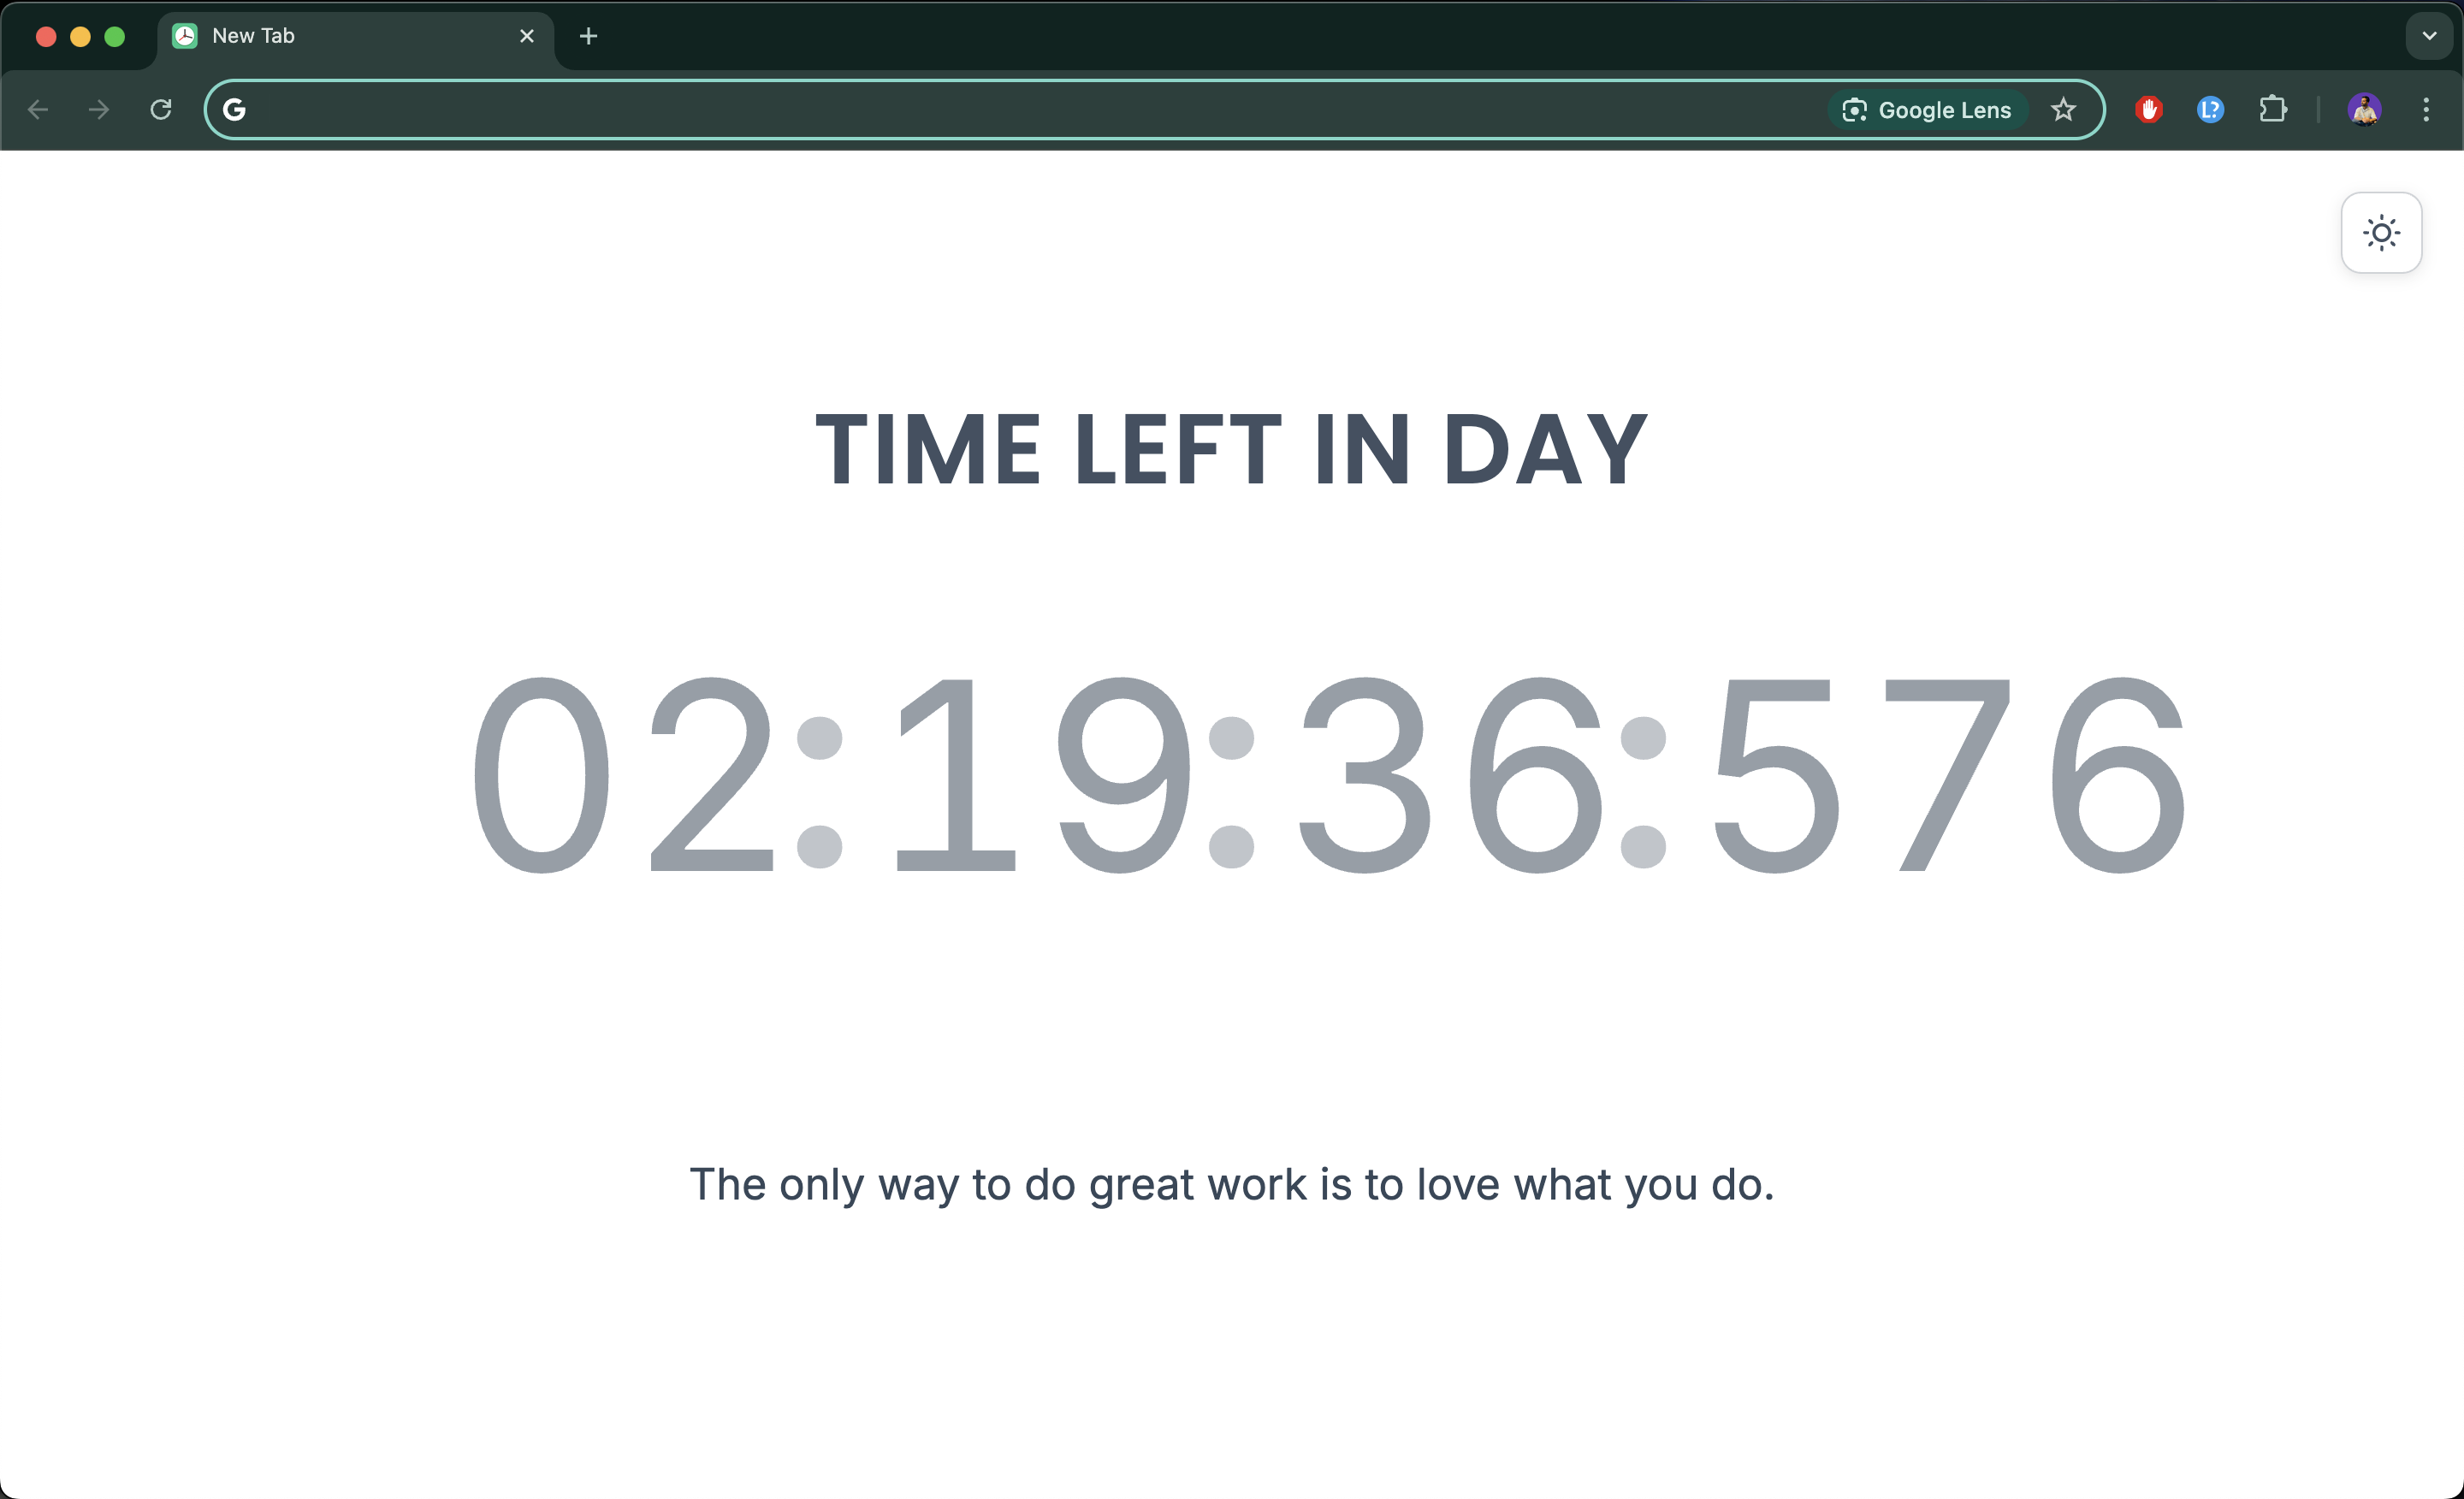 New Tab
G
Google Lens
L?
TIME LEFT IN DAY
02:19:36:576
The only way to do great work is to love what you do.